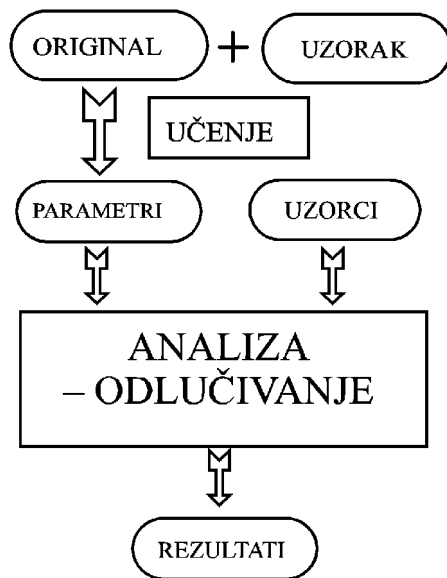 ORIGINAL + UZORAK
UČENJE
PARAMETRI
UZORCI
ANALIZA
– ODLUČIVANJE
REZULTATI